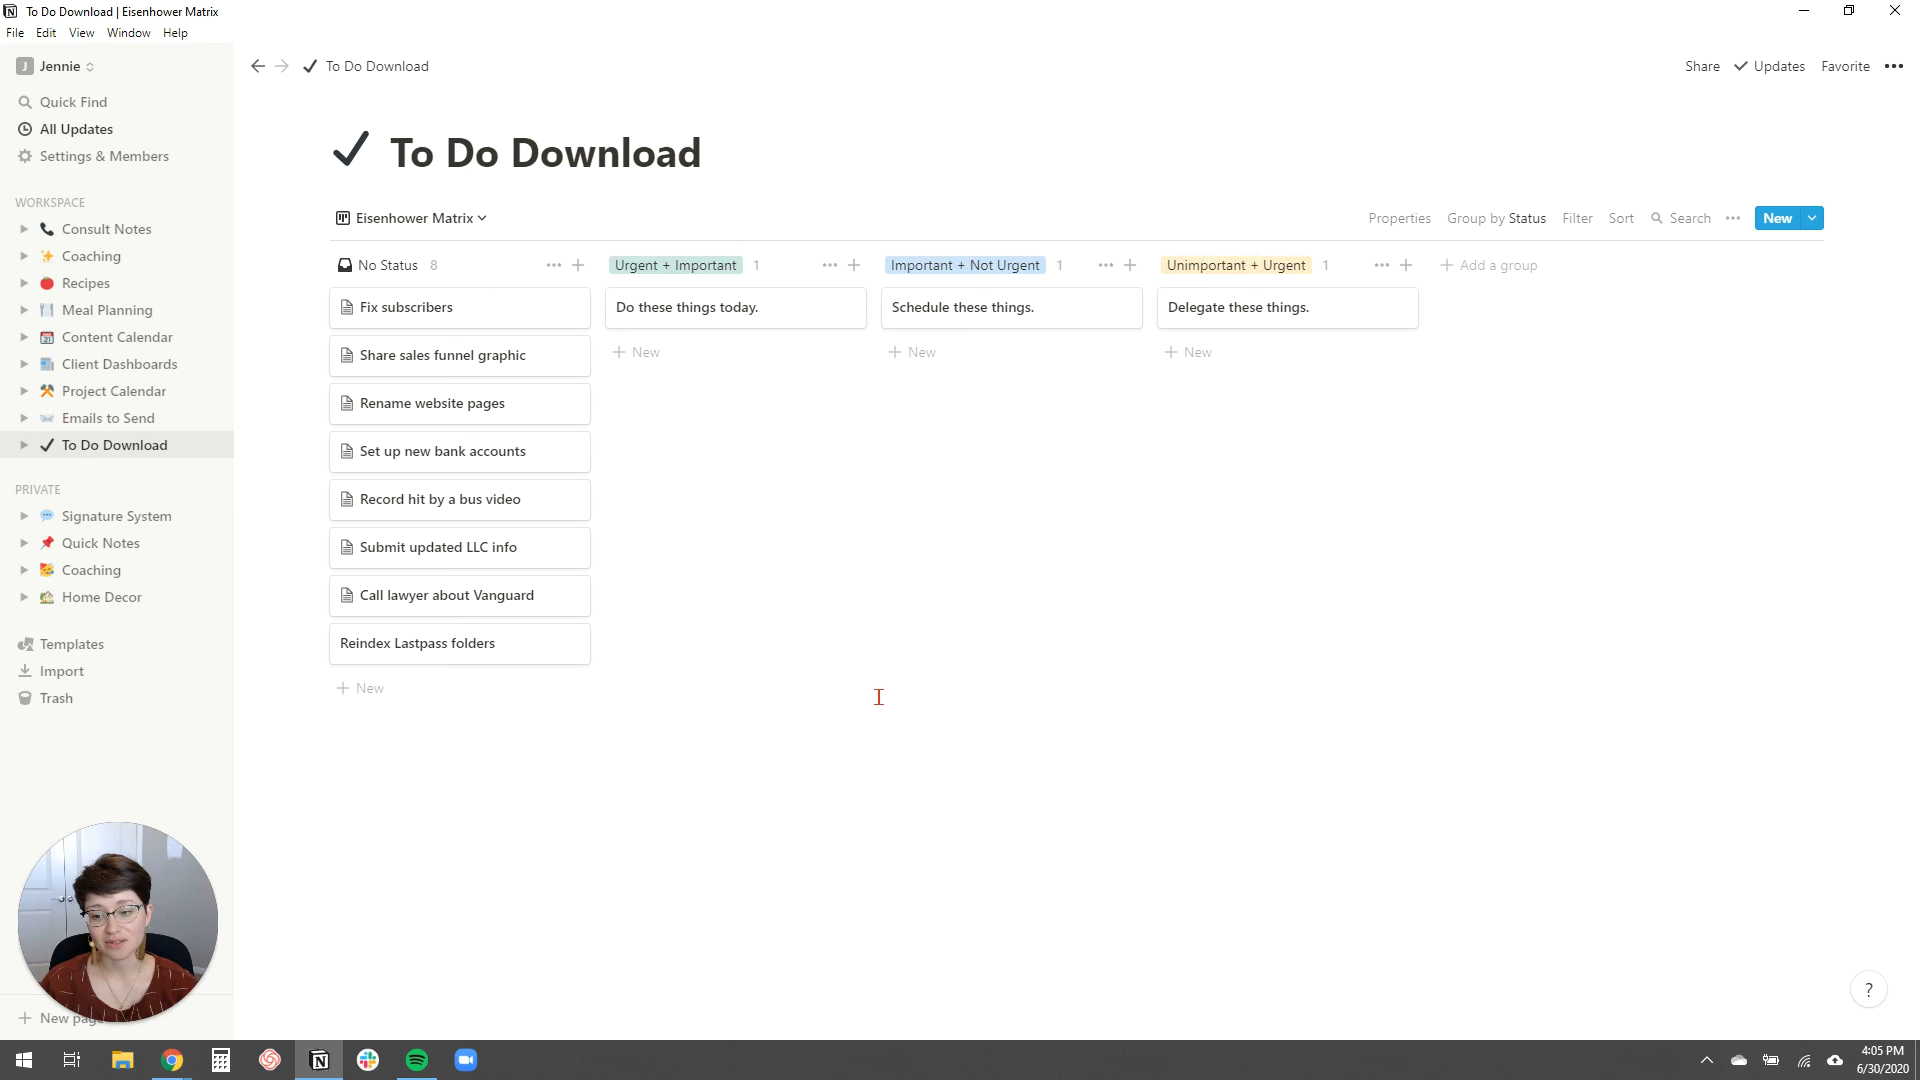 To Do Download | Eisenhower Matrix
File Edit View Window Help
J Jennie
Quick Find
All Updates
Settings & Members
WORKSPACE
Consult Notes
Coaching
Recipes
Meal Planning
Content Calendar
Client Dashboards
Project Calendar
Emails to Send
To Do Download
PRIVATE
Signature System
Quick Notes
Coaching
Home Decor
Templates
Import
Trash
New page
To Do Download
Share Updates Favorite
To Do Download
Eisenhower Matrix
Properties Group by Status Filter Sort Search New
No Status 8
Fix subscribers
Share sales funnel graphic
Rename website pages
Set up new bank accounts
Record hit by a bus video
Submit updated LLC info
Call lawyer about Vanguard
Reindex Lastpass folders
New
Urgent + Important 1
Do these things today.
New
Important + Not Urgent 1
Schedule these things.
New
Unimportant + Urgent 1
Delegate these things.
New
Add a group
?
4:05 PM
6/30/2020